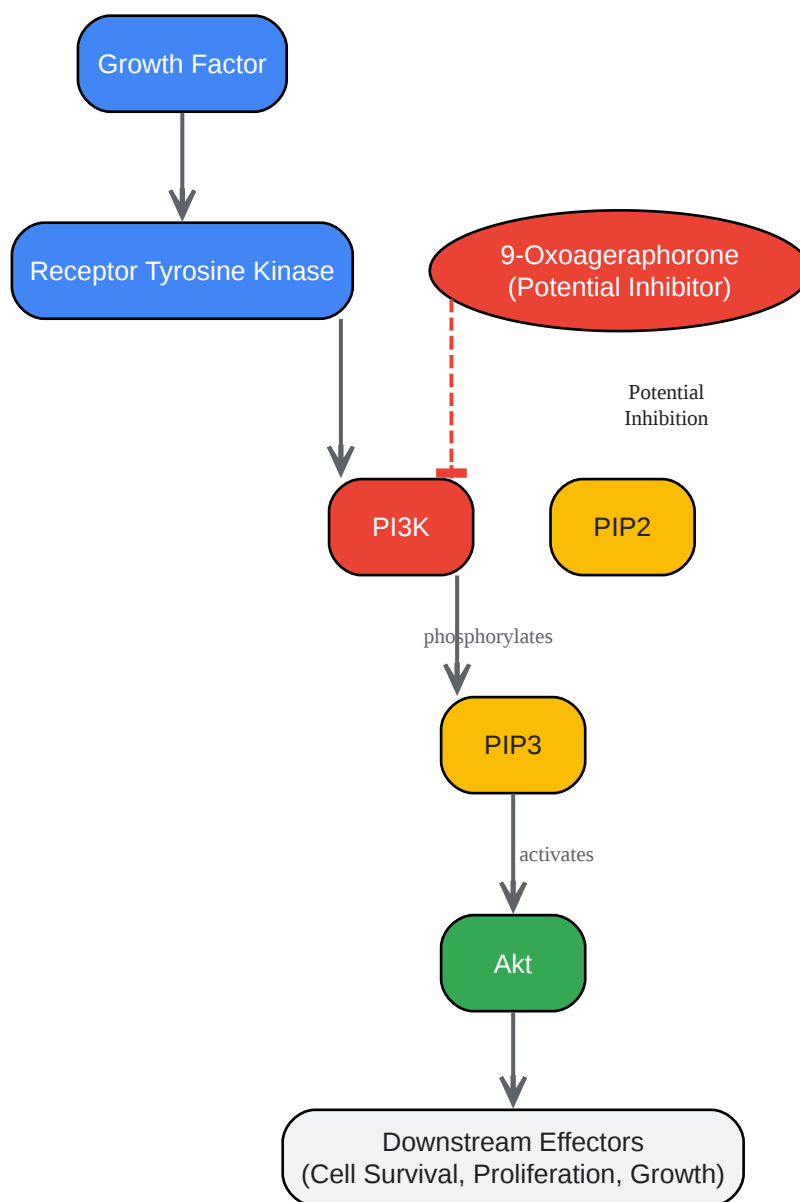 Growth Factor
Receptor Tyrosine Kinase
9-Oxoageraphorone
(Potential Inhibitor)
Potential
Inhibition
PI3K
PIP2
phosphorylates
PIP3
activates
Akt
Downstream Effectors
(Cell Survival, Proliferation, Growth)